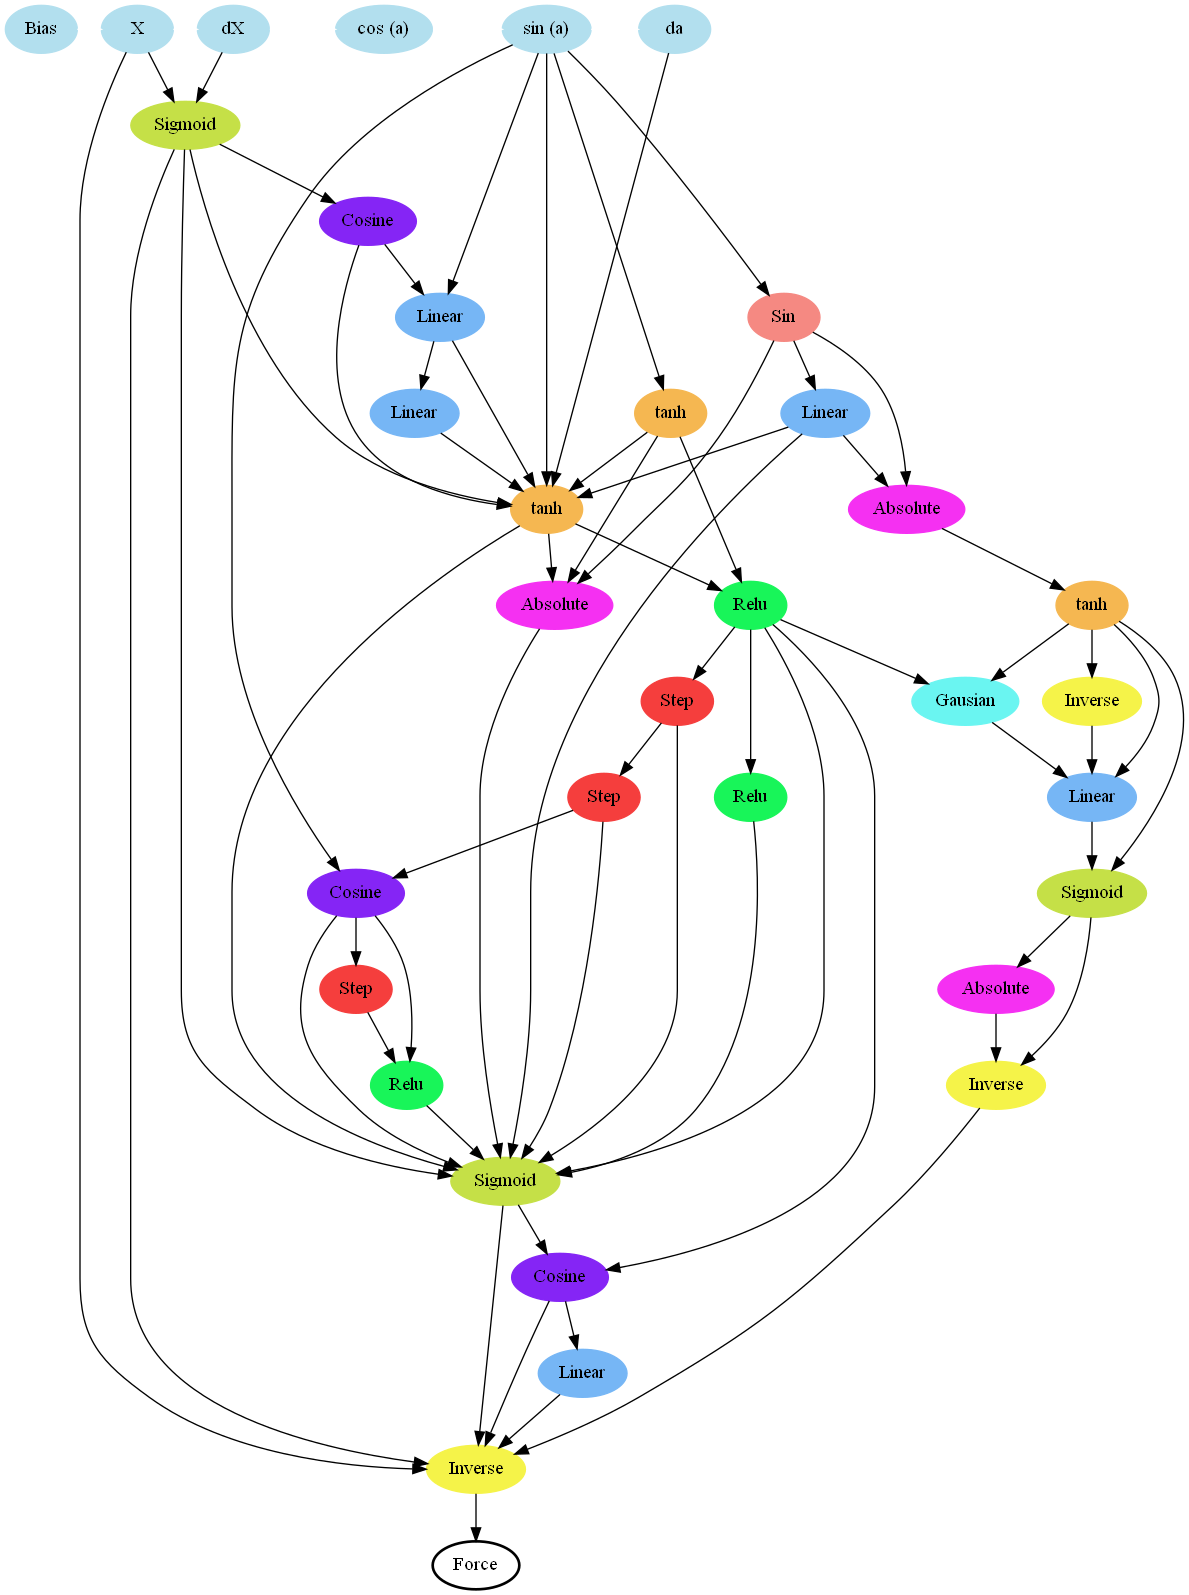 Bias
X
dX
cos (a)
sin (a)
da
Sigmoid
Cosine
Linear
Sin
Linear
tanh
Linear
tanh
Absolute
Absolute
Relu
tanh
Step
Gausian
Inverse
Step
Relu
Linear
Cosine
Sigmoid
Step
Absolute
Relu
Inverse
Sigmoid
Cosine
Linear
Inverse
Force